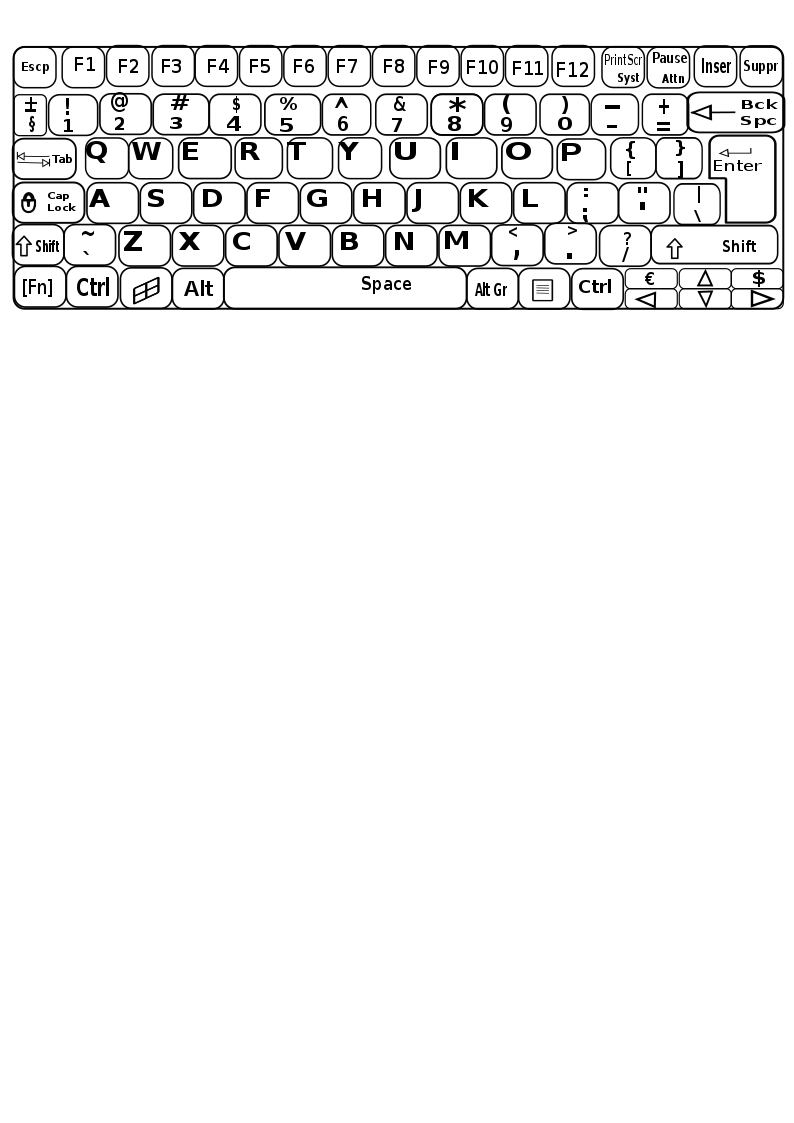 Escp F1 F2 F3 F4 F5 F6 F7 F8 F9 F10 F11 F12 PrintScr Pause Inser Suppr
Syst Attn
± ! @ # $ % ^ & * ( ) — + Bck
§ 1 2 3 4 5 6 7 8 9 0 - = Spc
Tab Q W E R T Y U I O P { } Enter
[ ]
Cap A S D F G H J K L : " |
Lock ; ' \
Shift ~ Z X C V B N M < > ? Shift
` , . /
[Fn] Ctrl Alt Space Alt Gr Ctrl € $